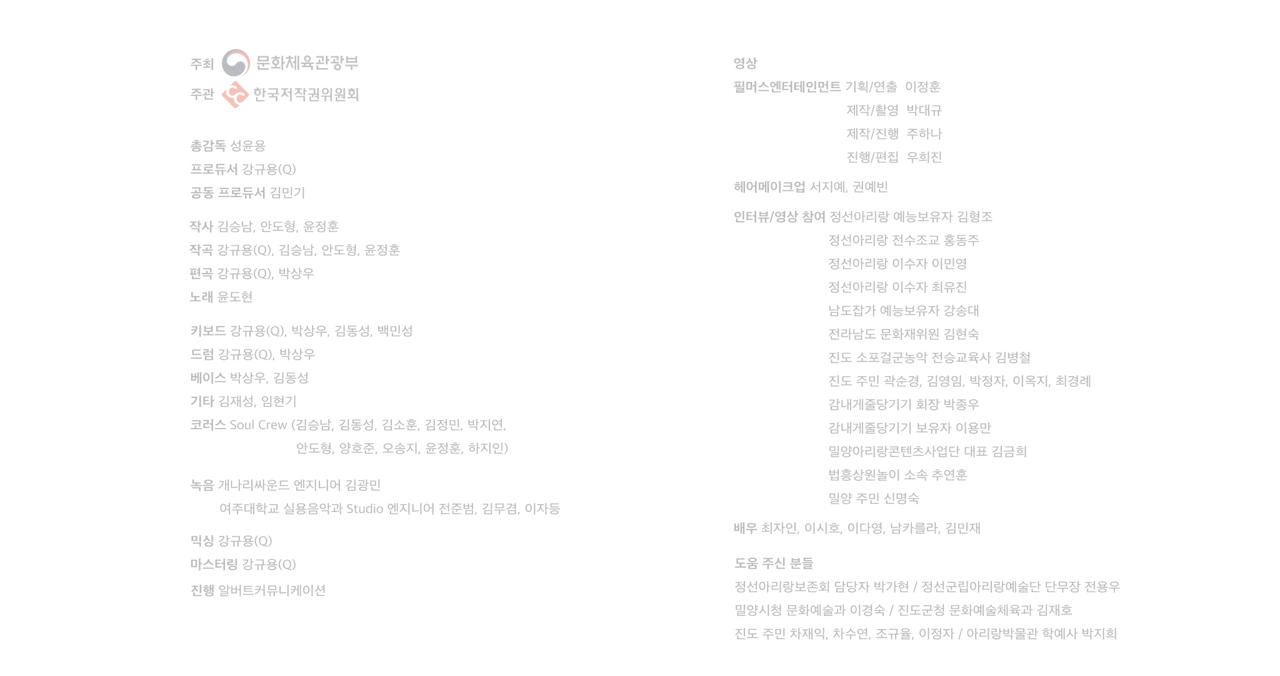 주최 문화체육관광부
주관 한국저작권위원회
총감독 성윤용
프로듀서 강규용(Q)
공동 프로듀서 김민기
작사 김승남, 안도형, 윤정훈
작곡 강규용(Q), 김승남, 안도형, 윤정훈
편곡 강규용(Q), 박상우
노래 윤도현
키보드 강규용(Q), 박상우, 김동성, 백민성
드럼 강규용(Q), 박상우
베이스 박상우, 김동성
기타 김재성, 임현기
코러스 Soul Crew (김승남, 김동성, 김소훈, 김정민, 박지연,
안도형, 양호준, 오송지, 윤정훈, 하지인)
녹음 개나리싸운드 엔지니어 김광민
여주대학교 실용음악과 Studio 엔지니어 전준범, 김무겸, 이자등
믹싱 강규용(Q)
마스터링 강규용(Q)
진행 알버트커뮤니케이션
영상
필머스엔터테인먼트 기획/연출 이정훈
제작/촬영 박대규
제작/진행 주하나
진행/편집 우희진
헤어메이크업 서지예, 권예빈
인터뷰/영상 참여 정선아리랑 예능보유자 김형조
정선아리랑 전수조교 홍동주
정선아리랑 이수자 이민영
정선아리랑 이수자 최유진
남도잡가 예능보유자 강송대
전라남도 문화재위원 김현숙
진도 소포걸군농악 전승교육사 김병철
진도 주민 곽순경, 김영임, 박정자, 이옥지, 최경례
감내게줄당기기 회장 박종우
감내게줄당기기 보유자 이용만
밀양아리랑콘텐츠사업단 대표 김금희
법흥상원놀이 소속 추연훈
밀양 주민 신명숙
배우 최자인, 이시호, 이다영, 남카를라, 김민재
도움 주신 분들
정선아리랑보존회 담당자 박가현 / 정선군립아리랑예술단 단무장 전용우
밀양시청 문화예술과 이경숙 / 진도군청 문화예술체육과 김재호
진도 주민 차재익, 차수연, 조규율, 이정자 / 아리랑박물관 학예사 박지희